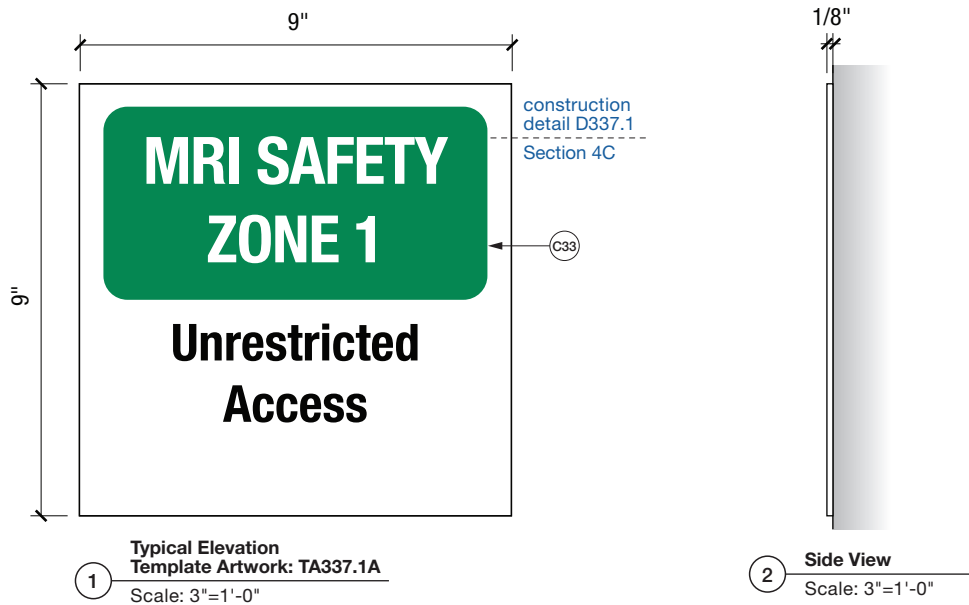 9"
1/8"
9"
MRI SAFETY
ZONE 1
Unrestricted
Access
construction
detail D337.1
Section 4C
C33
1
Typical Elevation
Template Artwork: TA337.1A
Scale: 3"=1'-0"
2
Side View
Scale: 3"=1'-0"